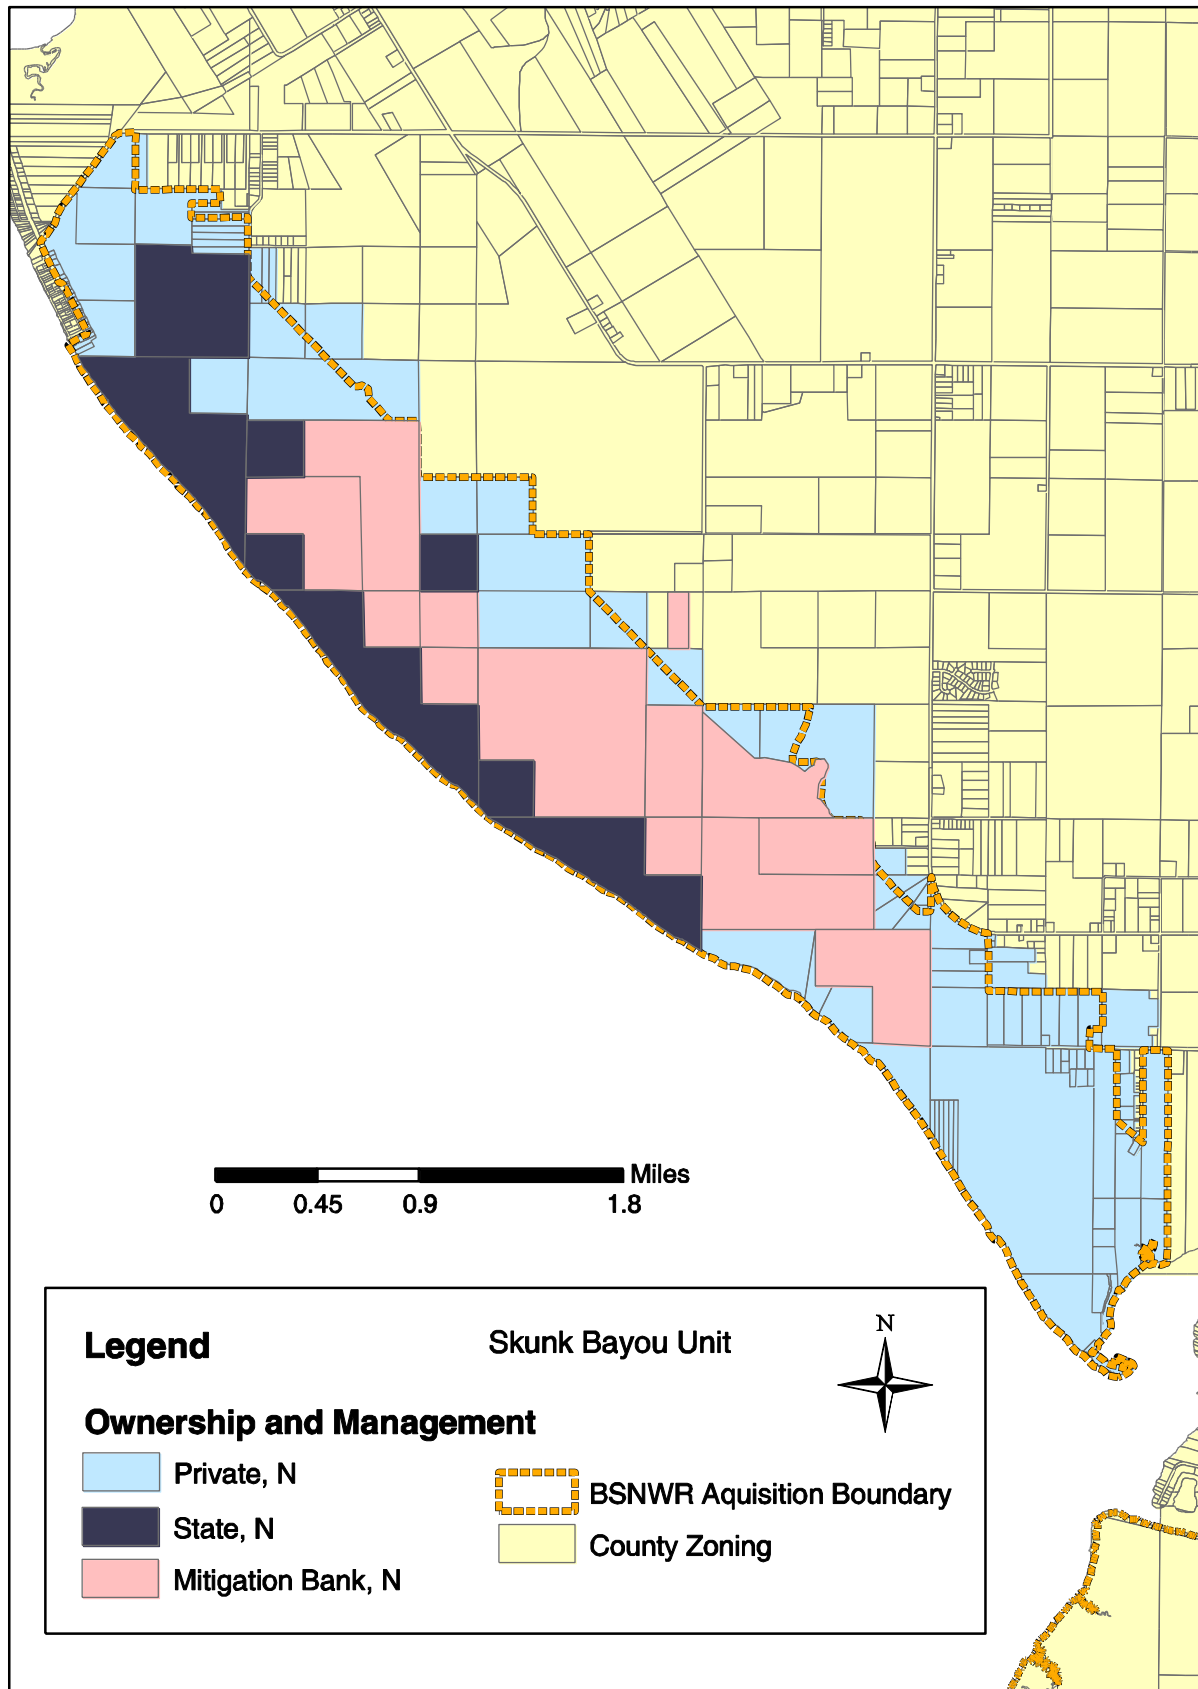 Miles
0 0.45 0.9 1.8
Legend
Skunk Bayou Unit
N
Ownership and Management
Private, N
State, N
Mitigation Bank, N
BSNWR Aquisition Boundary
County Zoning